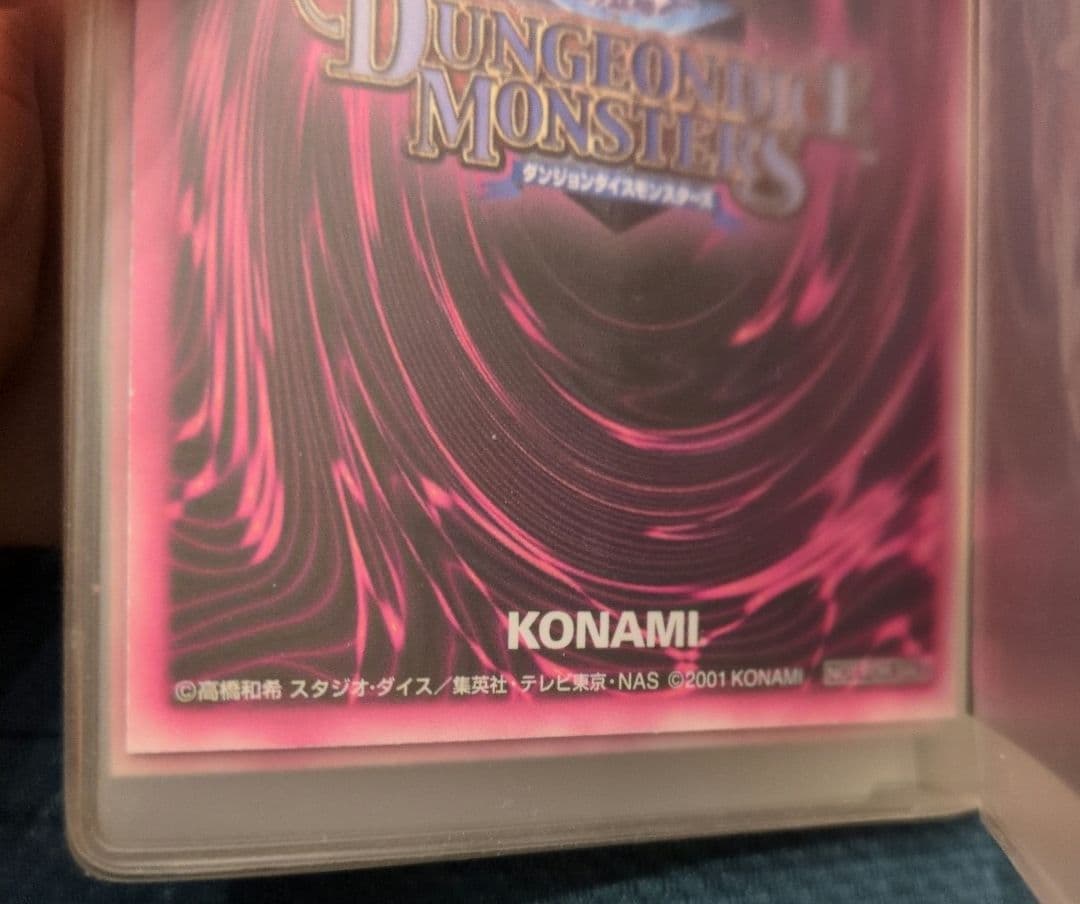 DUNGEON DICE
MONSTERS
ダンジョンダイスモンスターズ
KONAMI
©高橋和希 スタジオ・ダイス／集英社・テレビ東京・NAS ©2001 KONAMI